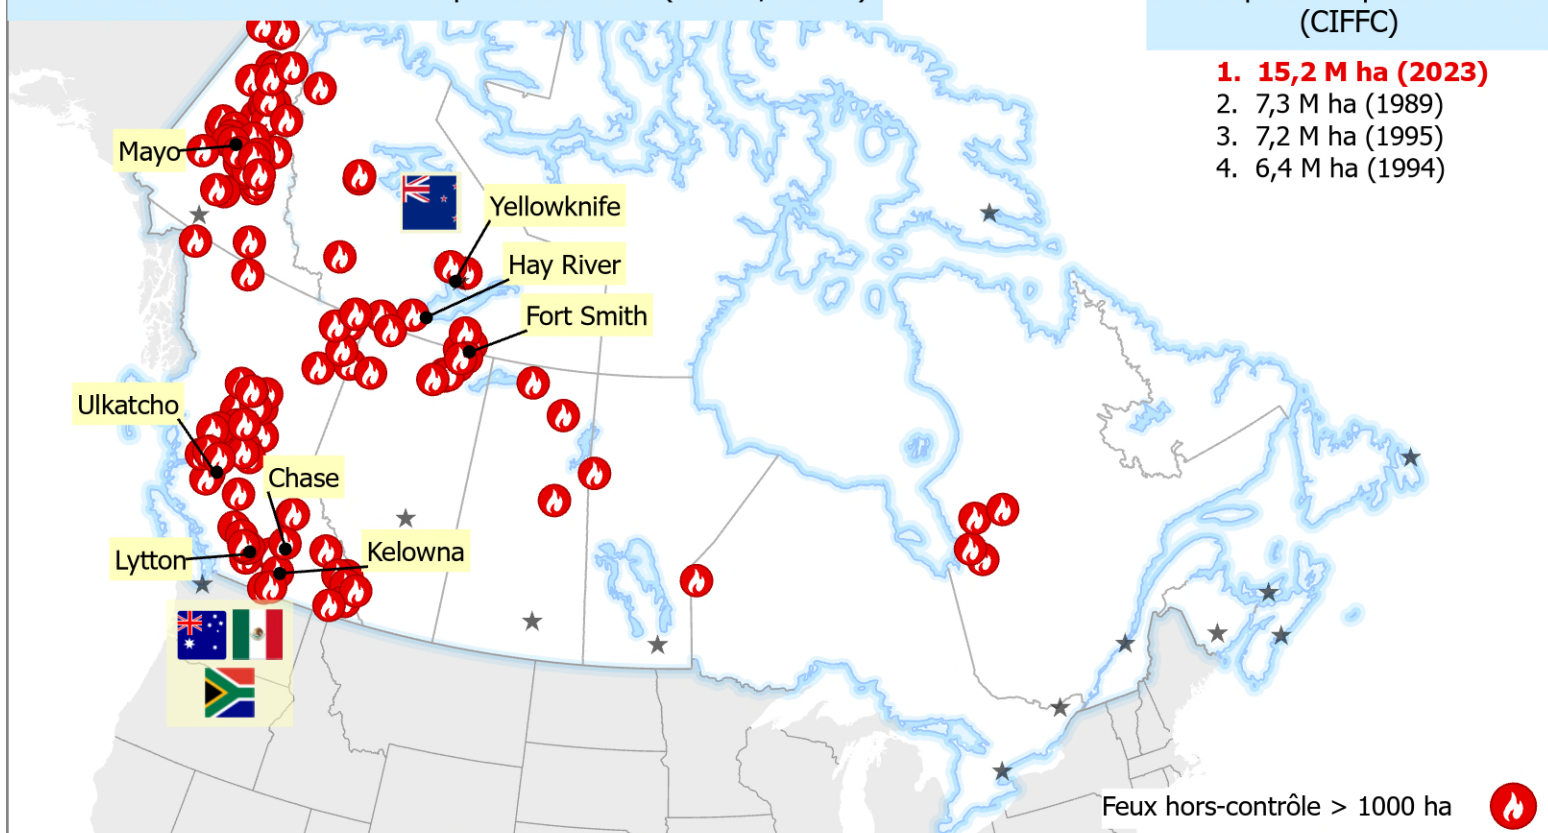 (CIFFC)
1. 15,2 M ha (2023)
2. 7,3 M ha (1989)
3. 7,2 M ha (1995)
4. 6,4 M ha (1994)
Mayo
Yellowknife
Hay River
Fort Smith
Ulkatcho
Chase
Lytton
Kelowna
Feux hors-contrôle > 1000 ha